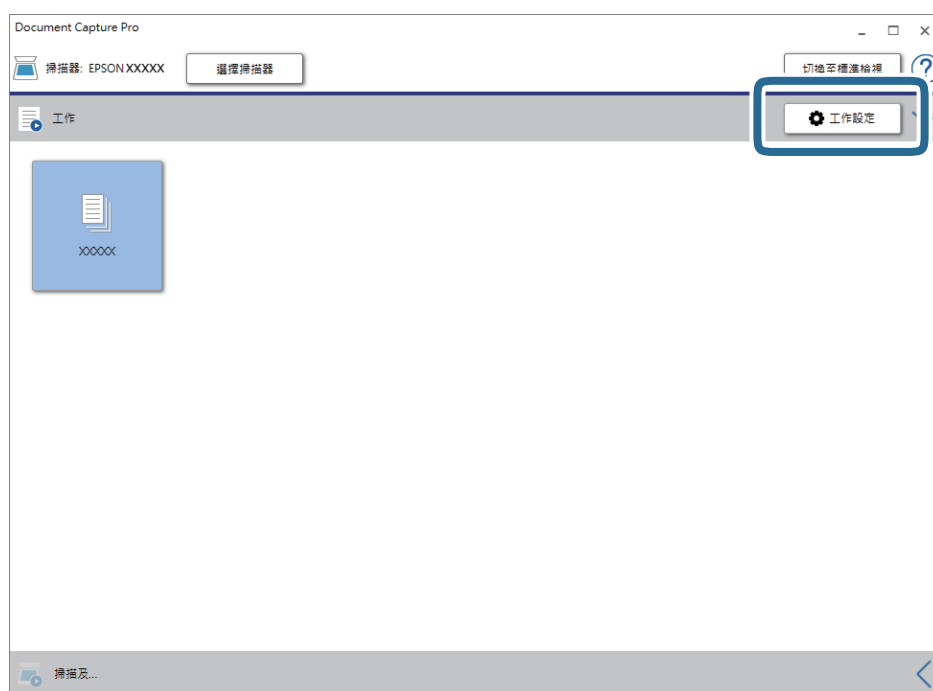 Document Capture Pro
掃描器: EPSON XXXXX
選擇掃描器
切換至標準檢視
?
工作
工作設定
XXXXX
掃描及...